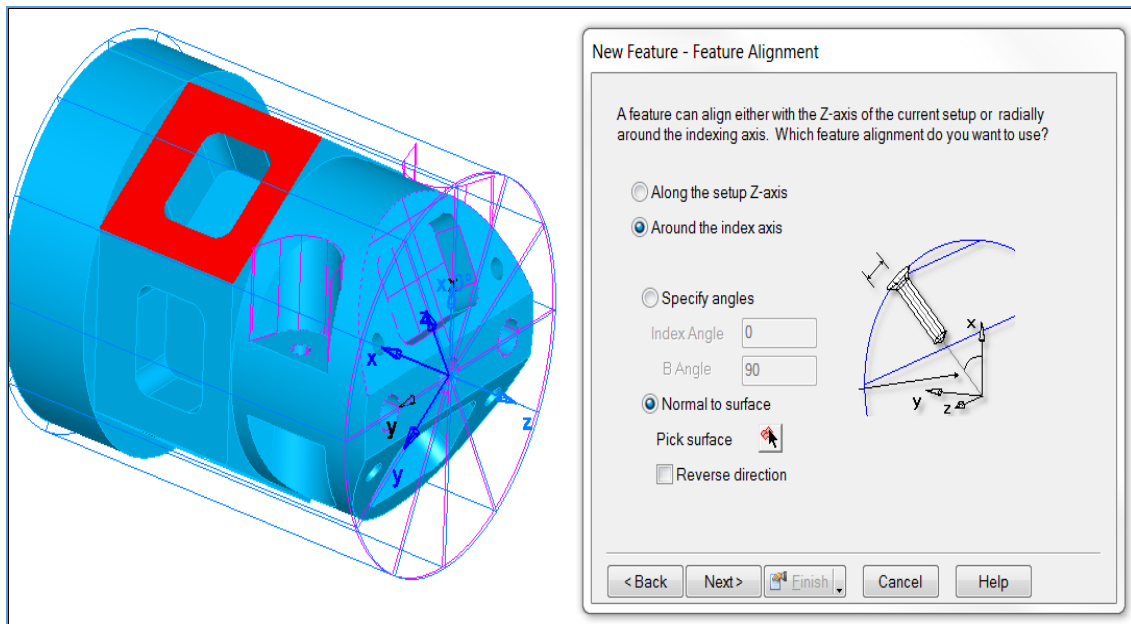 New Feature - Feature Alignment
A feature can align either with the Z-axis of the current setup or radially
around the indexing axis. Which feature alignment do you want to use?
Along the setup Z-axis
Around the index axis
Specify angles
Index Angle 0
B Angle 90
Normal to surface
Pick surface
Reverse direction
x
y
z
< Back Next > Finish Cancel Help
z
x
z
y
y